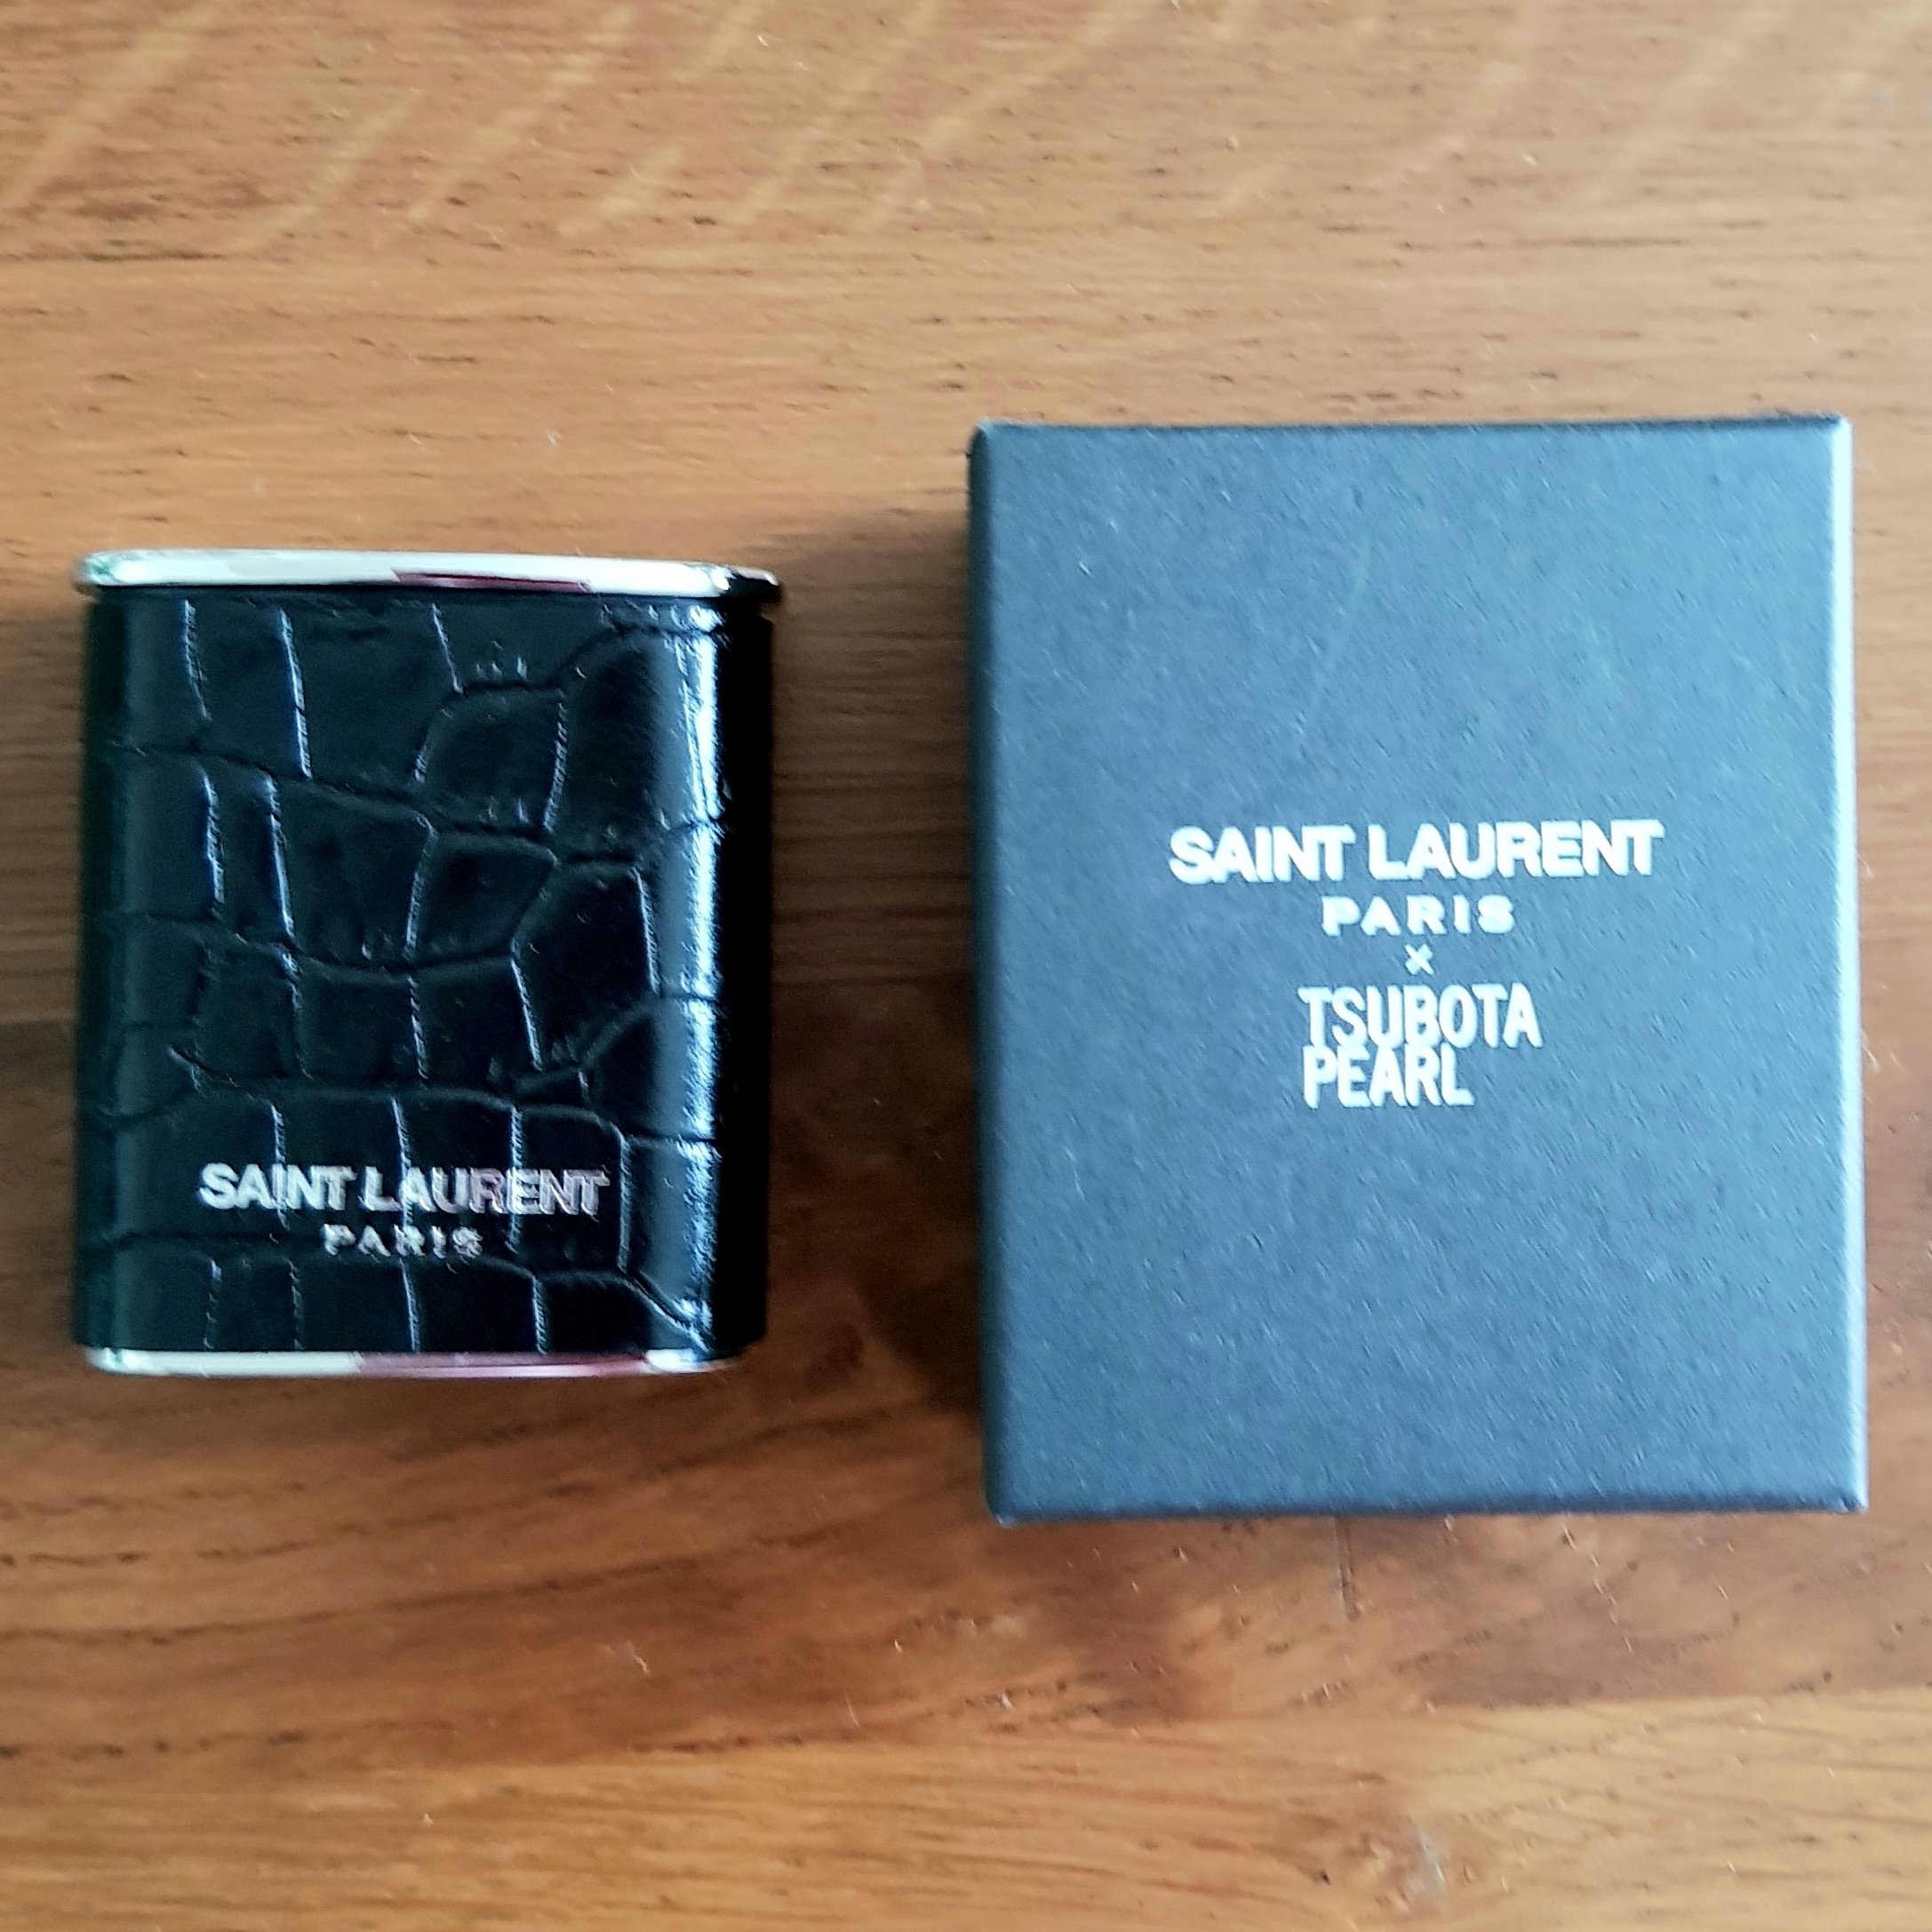 SAINT LAURENT
PARIS
SAINT LAURENT
PARIS
×
TSUBOTA
PEARL